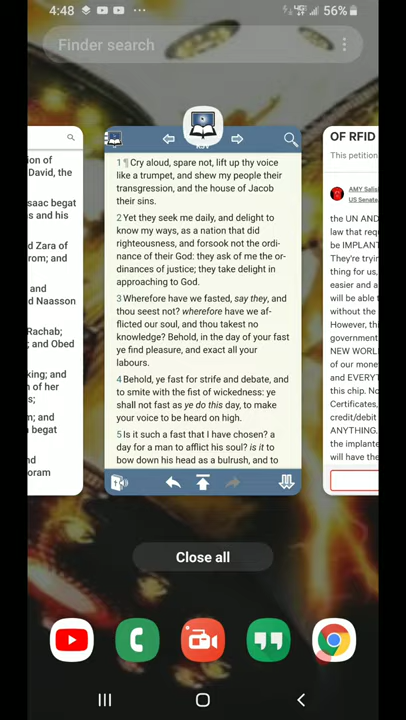 4:48
56%
Finder search
ion of
David, the
saac begat
s and his
d Zara of
rom; and
and
Naasson
Rachab;
; and Obed
king; and
n of her
s;
m; and
begat
nd
oram
1 ¶ Cry aloud, spare not, lift up thy voice
like a trumpet, and shew my people their
transgression, and the house of Jacob
their sins.
2 Yet they seek me daily, and delight to
know my ways, as a nation that did
righteousness, and forsook not the ordi-
nance of their God: they ask of me the or-
dinances of justice; they take delight in
approaching to God.
3 Wherefore have we fasted, say they, and
thou seest not? wherefore have we af-
flicted our soul, and thou takest no
knowledge? Behold, in the day of your fast
ye find pleasure, and exact all your
labours.
4 Behold, ye fast for strife and debate, and
to smite with the fist of wickedness: ye
shall not fast as ye do this day, to make
your voice to be heard on high.
5 Is it such a fast that I have chosen? a
day for a man to afflict his soul? is it to
bow down his head as a bulrush, and to
OF RFID
This petition
AMY Selis
US Senate
the UN AND
law that requ
be IMPLANT
They're tryin
thing for us,
easier and a
will be able t
without the
However, th
government
NEW WORL
of our mone
and EVERYT
this chip. No
Certificates,
credit/debit
ANYTHING.
the implante
will have the
Close all